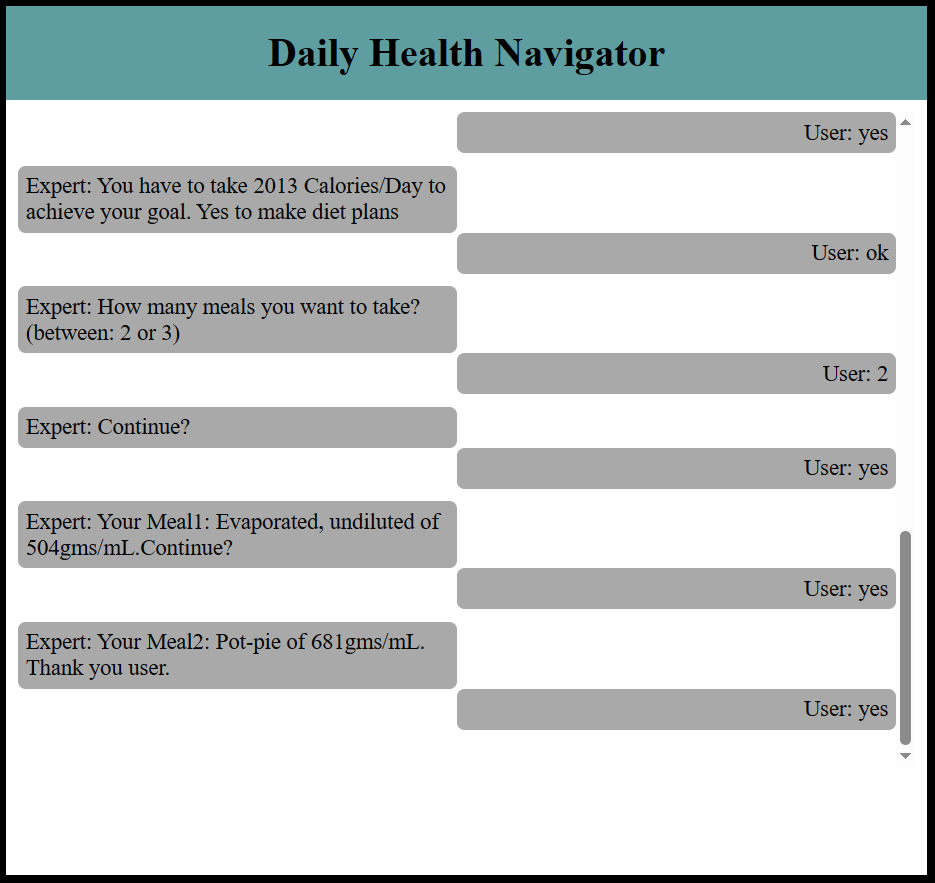 Daily Health Navigator
User: yes
Expert: You have to take 2013 Calories/Day to
achieve your goal. Yes to make diet plans
User: ok
Expert: How many meals you want to take?
(between: 2 or 3)
User: 2
Expert: Continue?
User: yes
Expert: Your Meal1: Evaporated, undiluted of
504gms/mL.Continue?
User: yes
Expert: Your Meal2: Pot-pie of 681gms/mL.
Thank you user.
User: yes